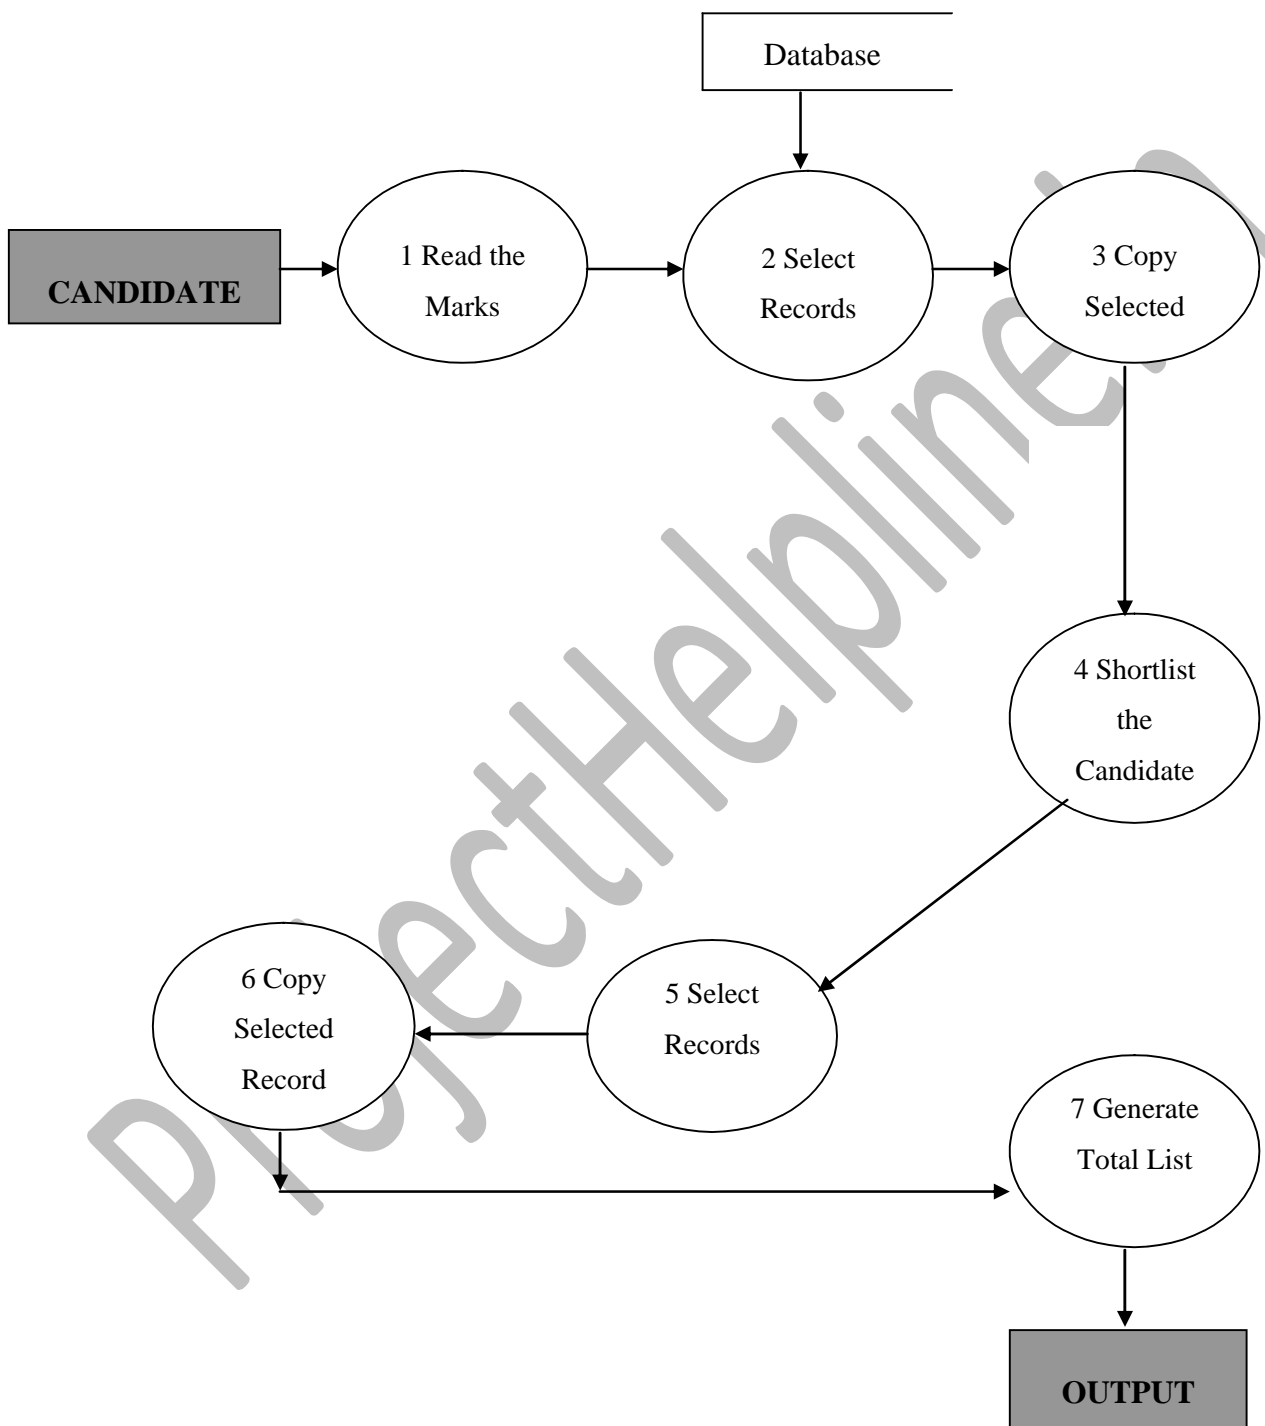 Database
CANDIDATE
1 Read the
Marks
2 Select
Records
3 Copy
Selected
4 Shortlist
the
Candidate
5 Select
Records
6 Copy
Selected
Record
7 Generate
Total List
OUTPUT